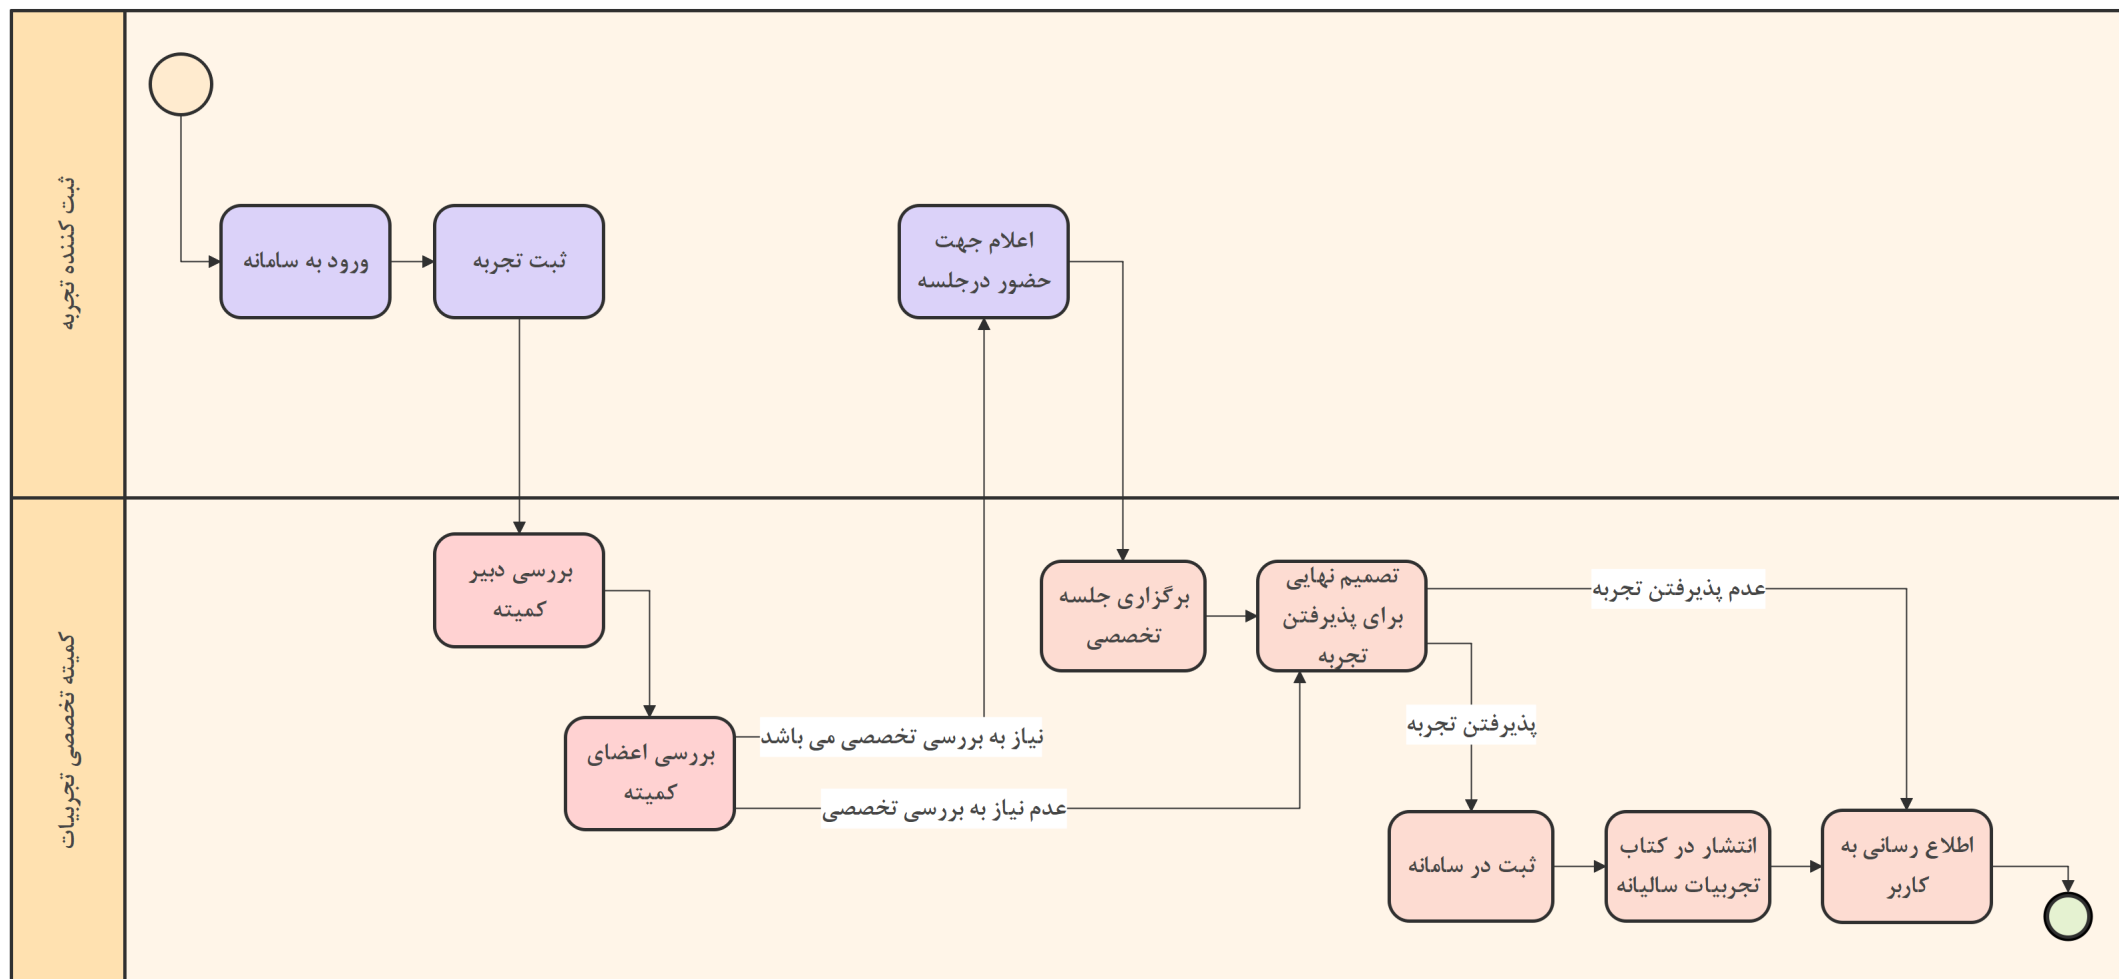 ثبت کننده تجربه
ورود به سامانه
ثبت تجربه
اعلام جهت
حضور درجلسه
کمیته تخصصی تجربیات
بررسی دبیر
کمیته
بررسی اعضای
کمیته
نیاز به بررسی تخصصی می باشد
عدم نیاز به بررسی تخصصی
برگزاری جلسه
تخصصی
تصمیم نهایی
برای پذیرفتن
تجربه
عدم پذیرفتن تجربه
پذیرفتن تجربه
ثبت در سامانه
انتشار در کتاب
تجربیات سالیانه
اطلاع رسانی به
کاربر